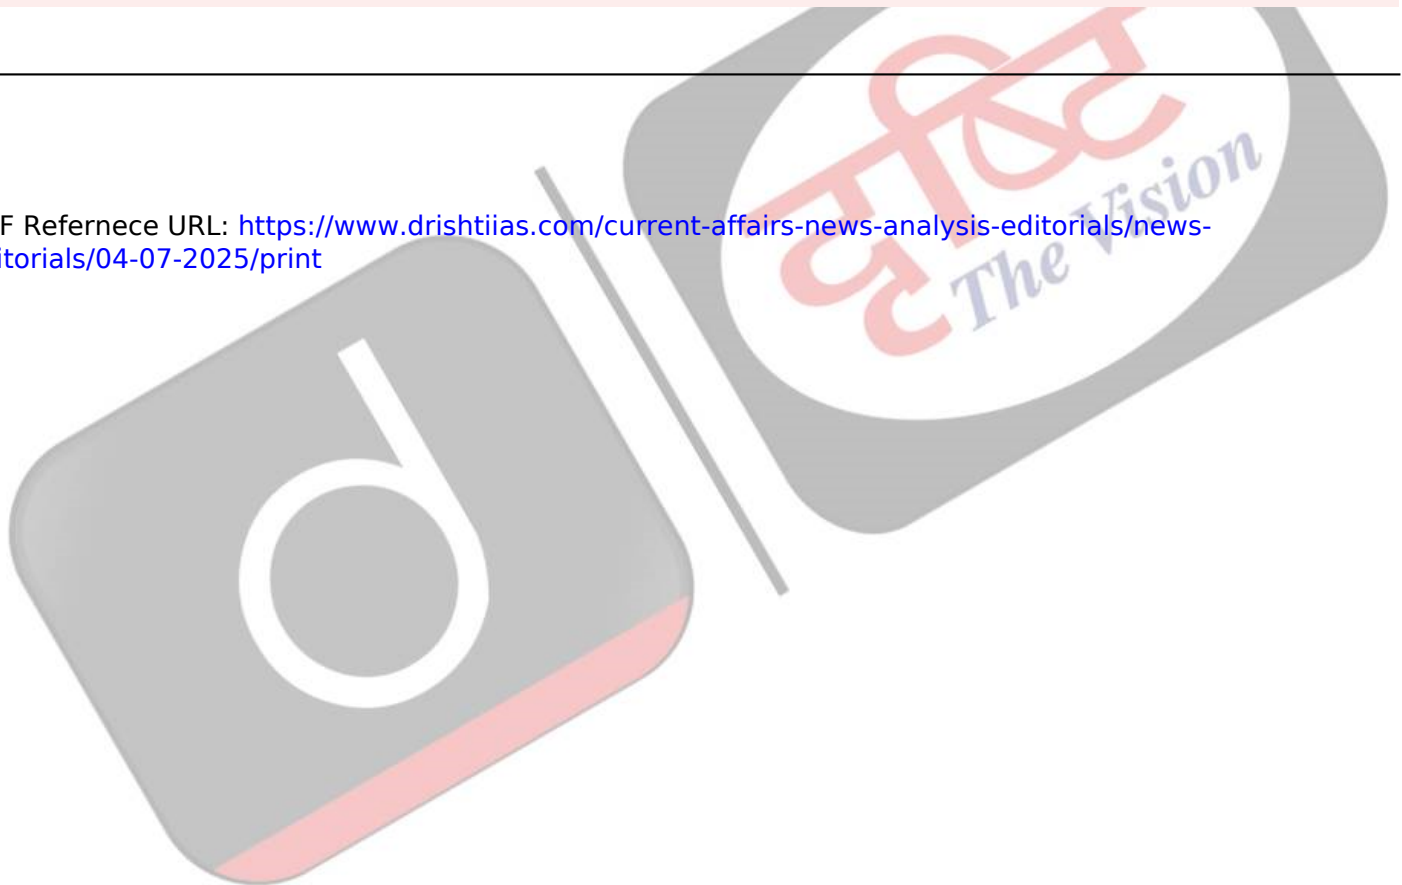 दृष्टि
The Vision
F Refernece URL: https://www.drishtiias.com/current-affairs-news-analysis-editorials/news-
itorials/04-07-2025/print
d